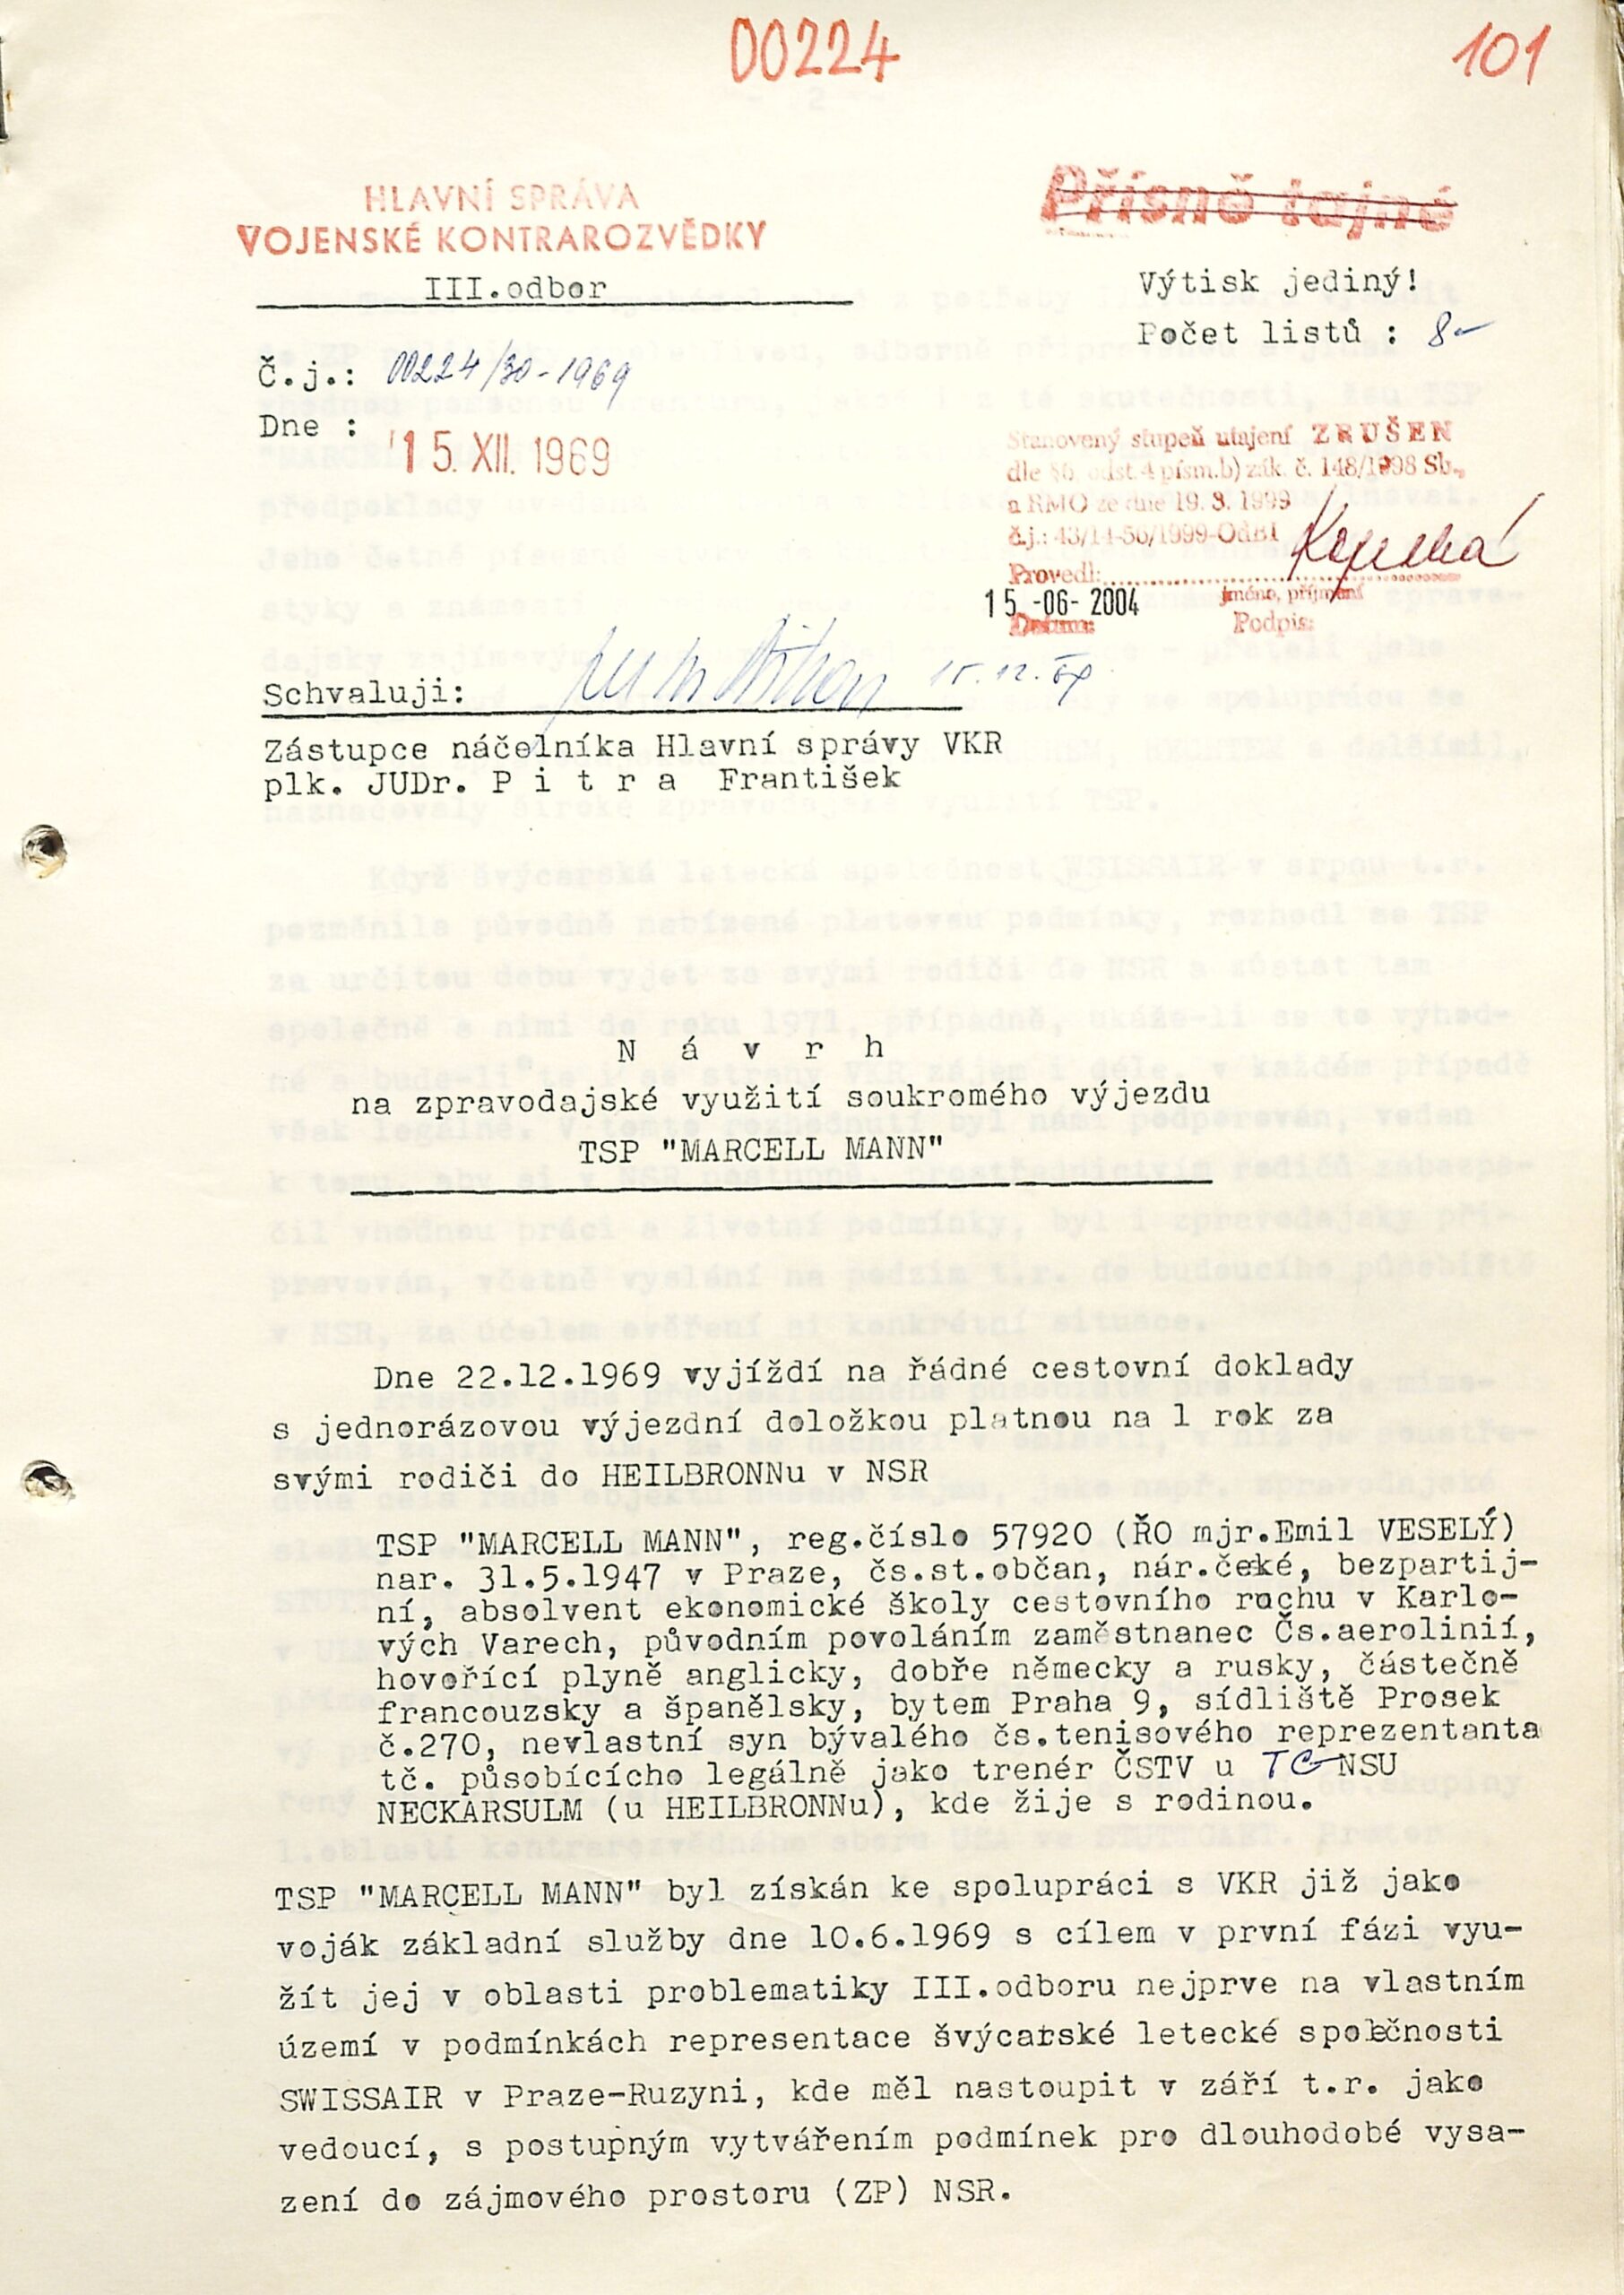 00224
101
HLAVNÍ SPRÁVA
VOJENSKÉ KONTRAROZVĚDKY
III.odbor
Přísně tajné
Výtisk jediný!
Počet listů : 8-
Č.j.: 00224/30-1969
Dne : 15. XII. 1969
Stanovený stupeň utajení ZRUŠEN
dle §6 odst.4 písm.b) zák. č. 148/1998 Sb.,
a RMO ze dne 19. 3. 1999
č.j.: 43/14-56/1999-OdBI
Provedl:
jméno, příjmení
15 -06- 2004
Datum:
Podpis:
Schvaluji: 15.12.69
Zástupce náčelníka Hlavní správy VKR
plk. JUDr. P i t r a František
N á v r h
na zpravodajské využití soukromého výjezdu
TSP "MARCELL MANN"
Dne 22.12.1969 vyjíždí na řádné cestovní doklady
s jednorázovou výjezdní doložkou platnou na 1 rok za
svými rodiči do HEILBRONNu v NSR
TSP "MARCELL MANN", reg.číslo 57920 (ŘO mjr.Emil VESELÝ)
nar. 31.5.1947 v Praze, čs.st.občan, nár.čeké, bezpartij-
ní, absolvent ekonomické školy cestovního ruchu v Karlo-
vých Varech, původním povoláním zaměstnanec Čs.aerolinií,
hovořící plyně anglicky, dobře německy a rusky, částečně
francouzsky a španělsky, bytem Praha 9, sídliště Prosek
č.270, nevlastní syn bývalého čs.tenisového reprezentanta
tč. působícícho legálně jako trenér ČSTV u TC NSU
NECKARSULM (u HEILBRONNu), kde žije s rodinou.
TSP "MARCELL MANN" byl získán ke spolupráci s VKR již jako
voják základní služby dne 10.6.1969 s cílem v první fázi vyu-
žít jej v oblasti problematiky III.odboru nejprve na vlastním
území v podmínkách representace švýcarské letecké společnosti
SWISSAIR v Praze-Ruzyni, kde měl nastoupit v září t.r. jako
vedoucí, s postupným vytvářením podmínek pro dlouhodobé vysa-
zení do zájmového prostoru (ZP) NSR.